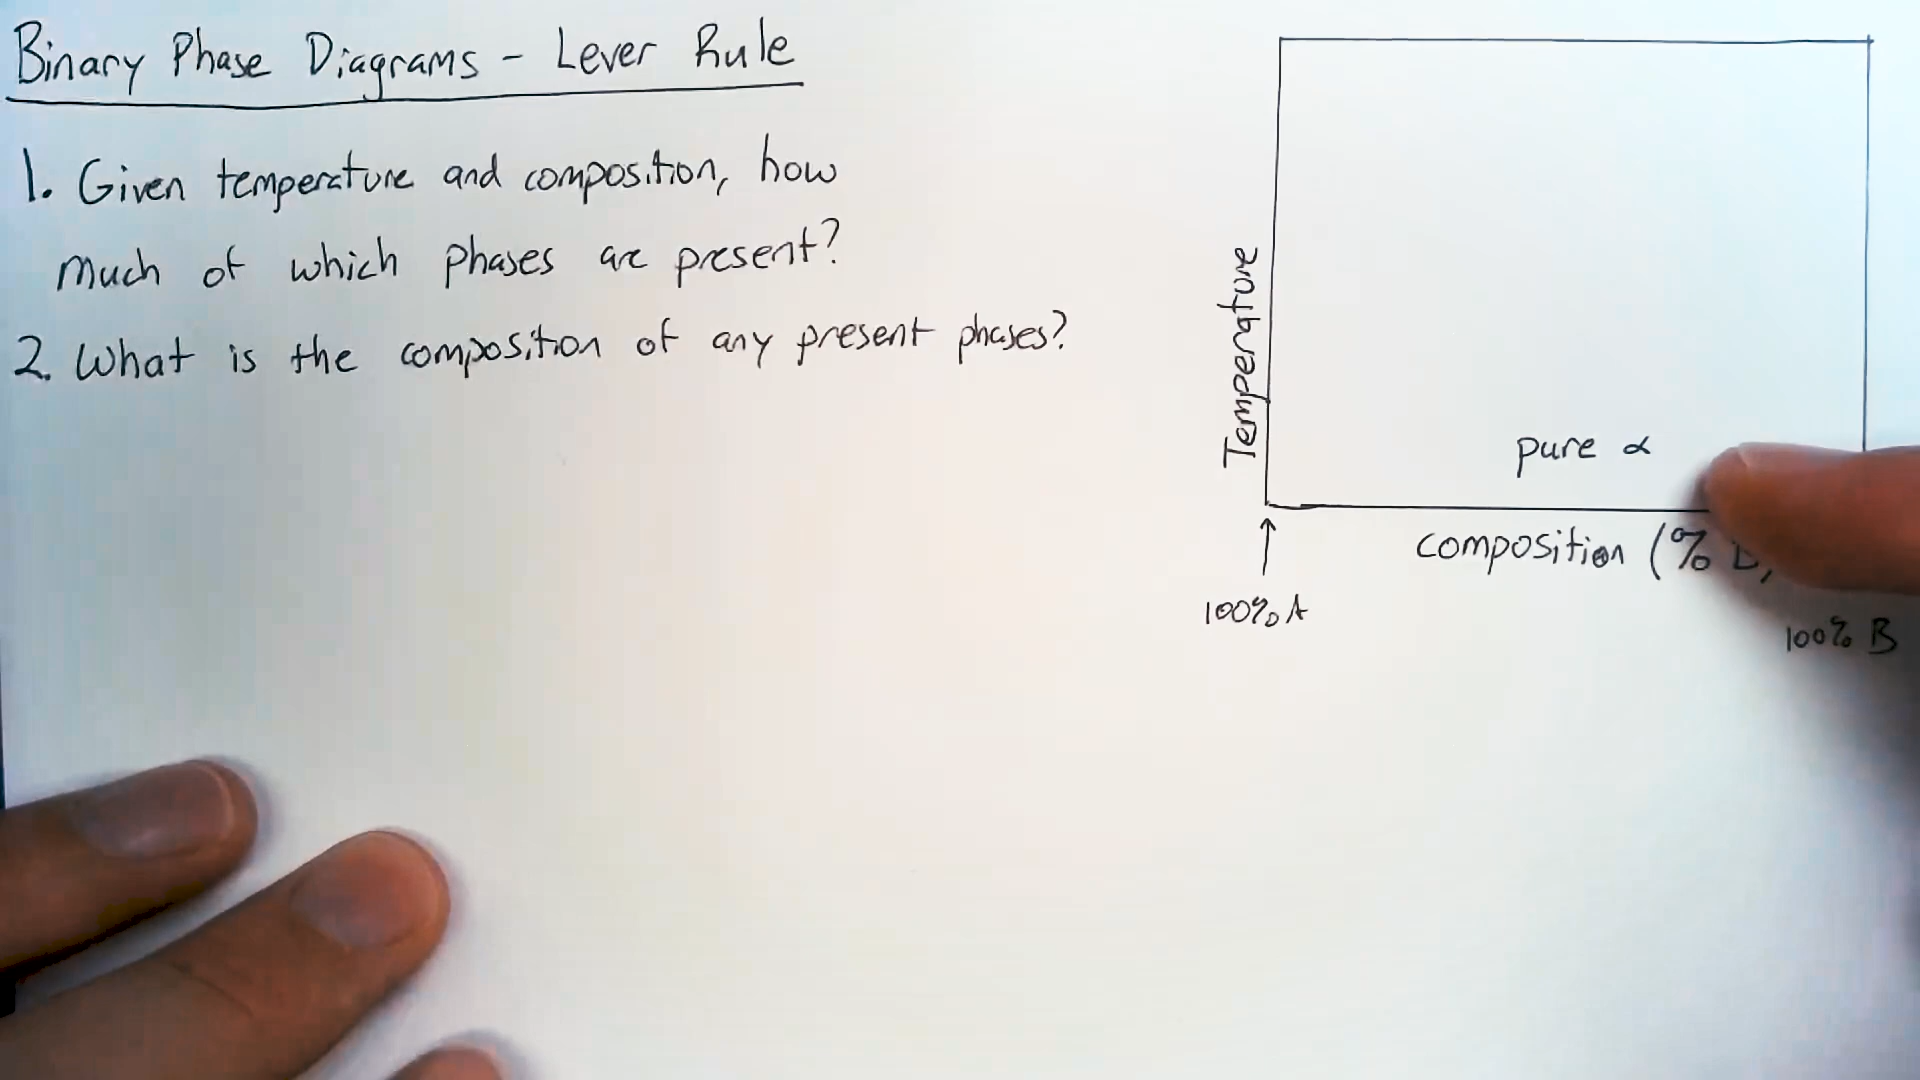 Binary Phase Diagrams - Lever Rule
1. Given temperature and composition, how
much of which phases are present?
2. What is the composition of any present phases?
Temperature
pure α
composition (%
100% A
100% B